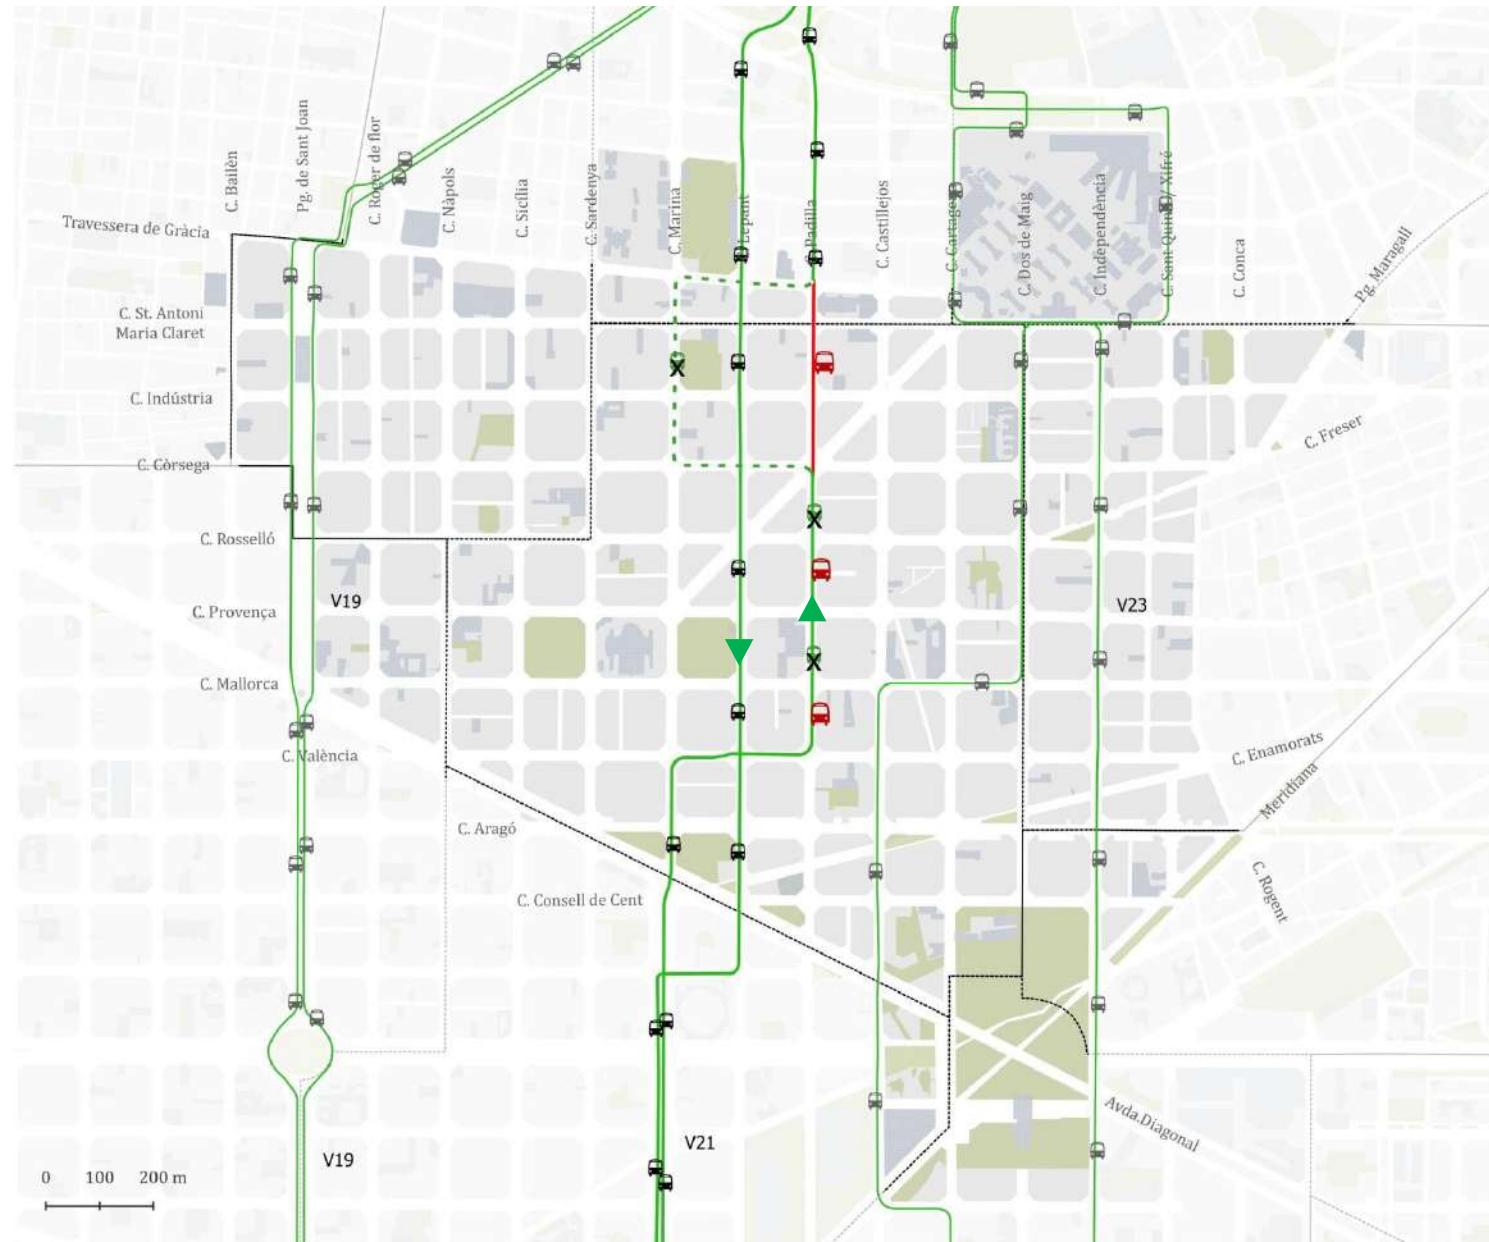 C. Bailèn
Pg. de Sant Joan
C. Roger de flor
C. Nàpols
C. Sicília
C. Sardenya
C. Marina
Lepant
Padilla
C. Castillejos
C. Cartagena
C. Dos de Maig
C. Independència
C. Sant Quintí / Xifré
C. Conca
Pg. Maragall
Travessera de Gràcia
C. St. Antoni
Maria Claret
C. Indústria
C. Còrsega
C. Freser
C. Rosselló
C. Provença
V19
V23
C. Mallorca
C. València
C. Enamorats
Meridiana
C. Aragó
C. Rogent
C. Consell de Cent
Avda.Diagonal
V19
V21
0 100 200 m
X
X
X